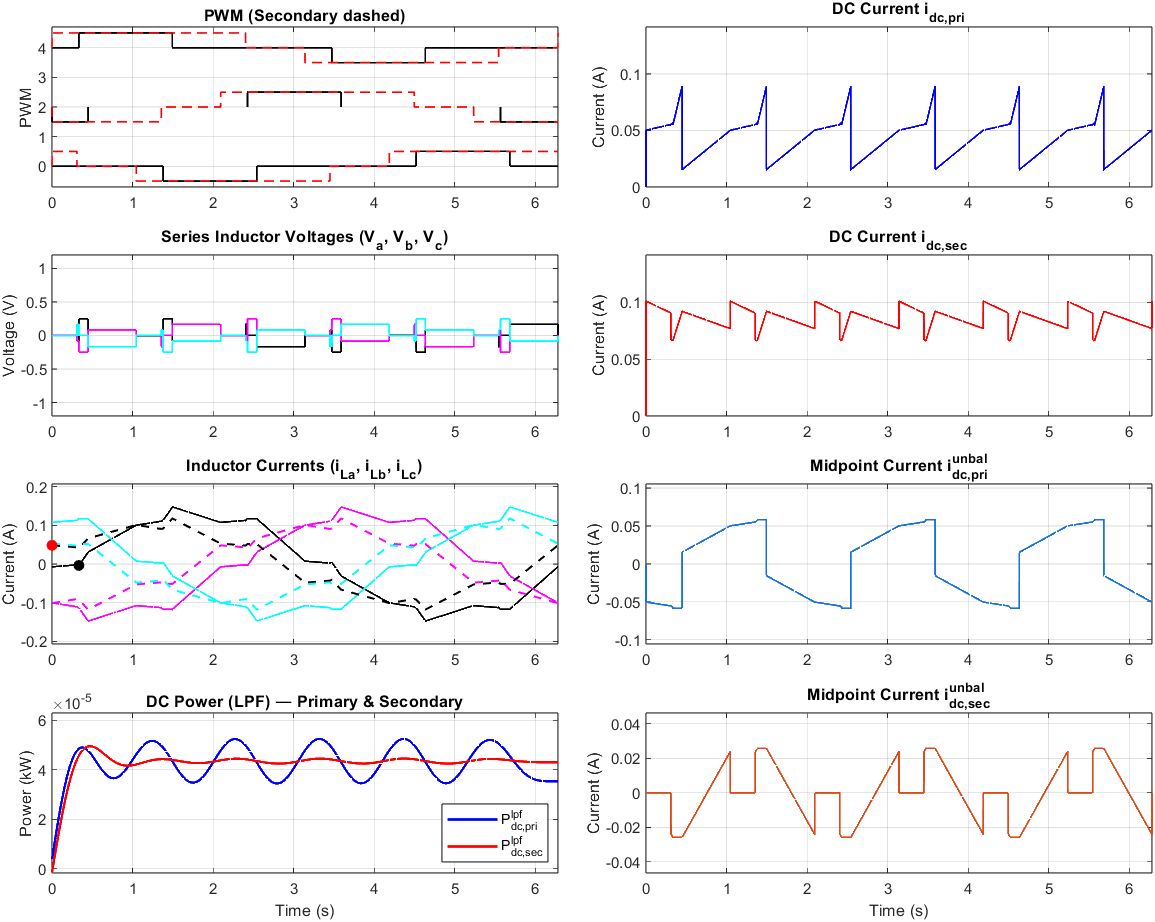 PWM (Secondary dashed)
PWM
4
3
2
1
0
0 1 2 3 4 5 6
DC Current i_dc,pri
Current (A)
0.1
0.05
0
0 1 2 3 4 5 6
Series Inductor Voltages (V_a, V_b, V_c)
Voltage (V)
1
0.5
0
-0.5
-1
0 1 2 3 4 5 6
DC Current i_dc,sec
Current (A)
0.1
0.05
0
0 1 2 3 4 5 6
Inductor Currents (i_La, i_Lb, i_Lc)
Current (A)
0.2
0.1
0
-0.1
-0.2
0 1 2 3 4 5 6
Midpoint Current i^unbal_dc,pri
Current (A)
0.1
0.05
0
-0.05
-0.1
0 1 2 3 4 5 6
DC Power (LPF) — Primary & Secondary
×10^-5
Power (kW)
6
4
2
0
P^lpf_dc,pri
P^lpf_dc,sec
0 1 2 3 4 5 6
Time (s)
Midpoint Current i^unbal_dc,sec
Current (A)
0.04
0.02
0
-0.02
-0.04
0 1 2 3 4 5 6
Time (s)